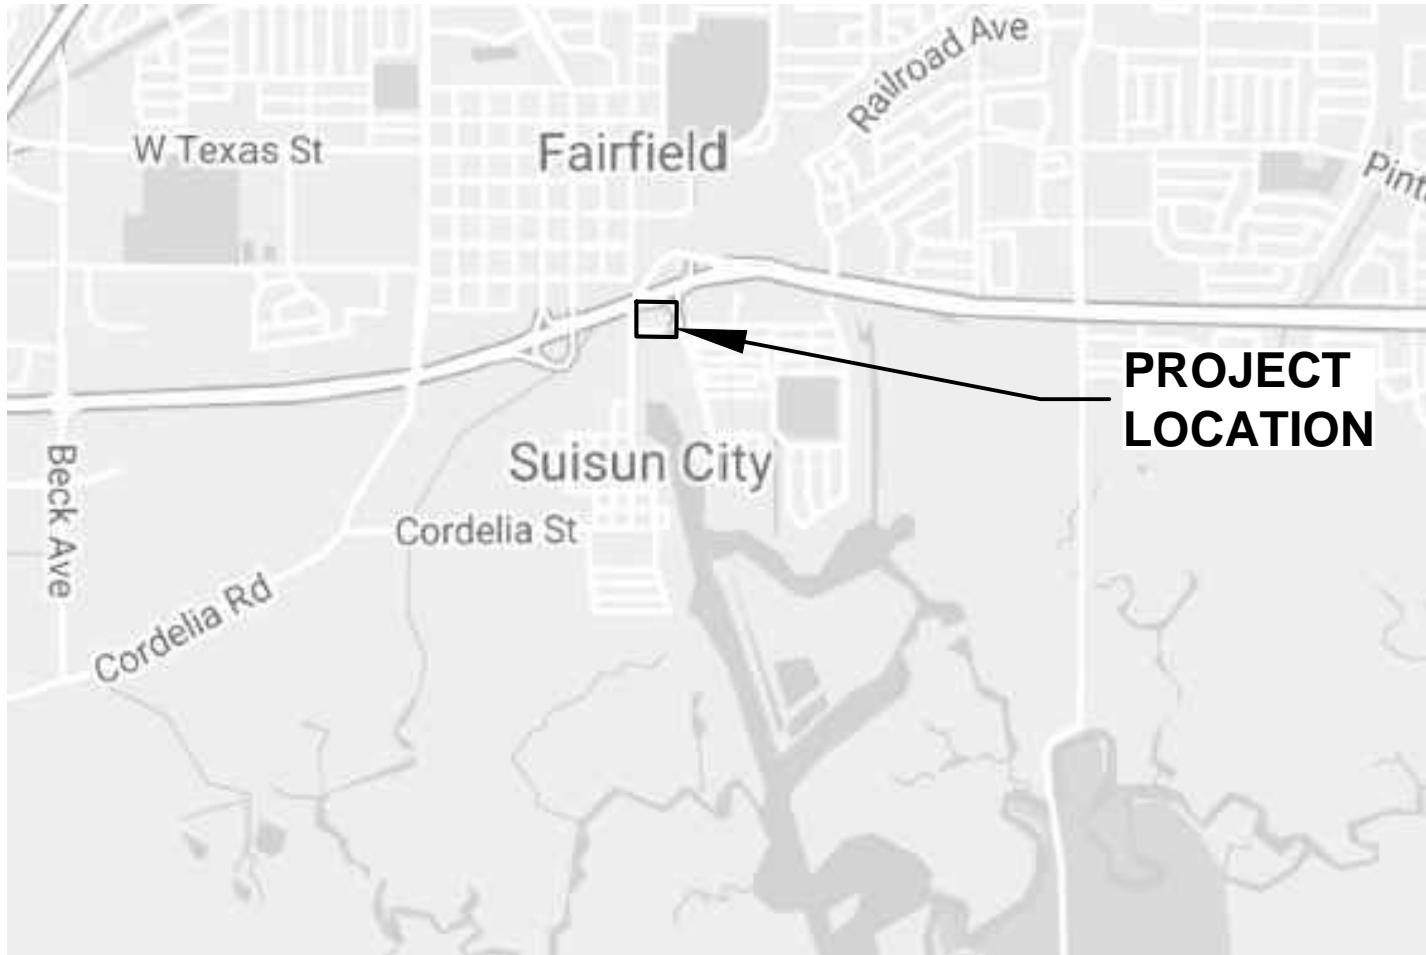 Railroad Ave
W Texas St
Fairfield
PROJECT
LOCATION
Beck Ave
Suisun City
Cordelia St
Cordelia Rd